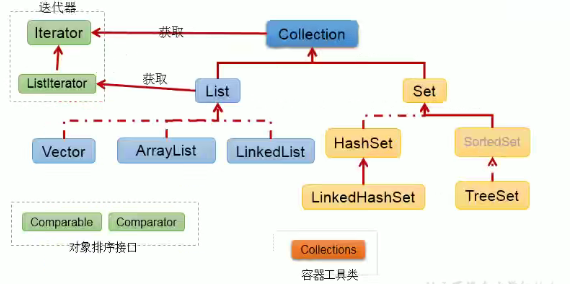 迭代器
Iterator
获取
Collection
ListIterator
获取
List
Set
Vector
ArrayList
LinkedList
HashSet
SortedSet
LinkedHashSet
TreeSet
Comparable
Comparator
对象排序接口
Collections
容器工具类